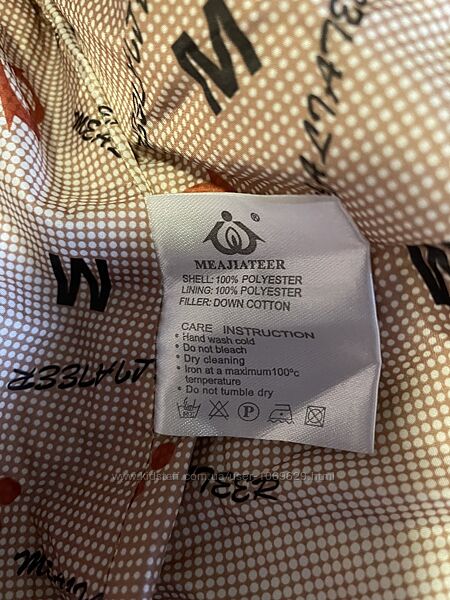 M
MEAJIATEER
SHELL: 100% POLYESTER
LINING: 100% POLYESTER
FILLER: DOWN COTTON
CARE INSTRUCTION
• Hand wash cold
• Do not bleach
• Dry cleaning
• Iron at a maximum100°c
temperature
• Do not tumble dry
P
M
M